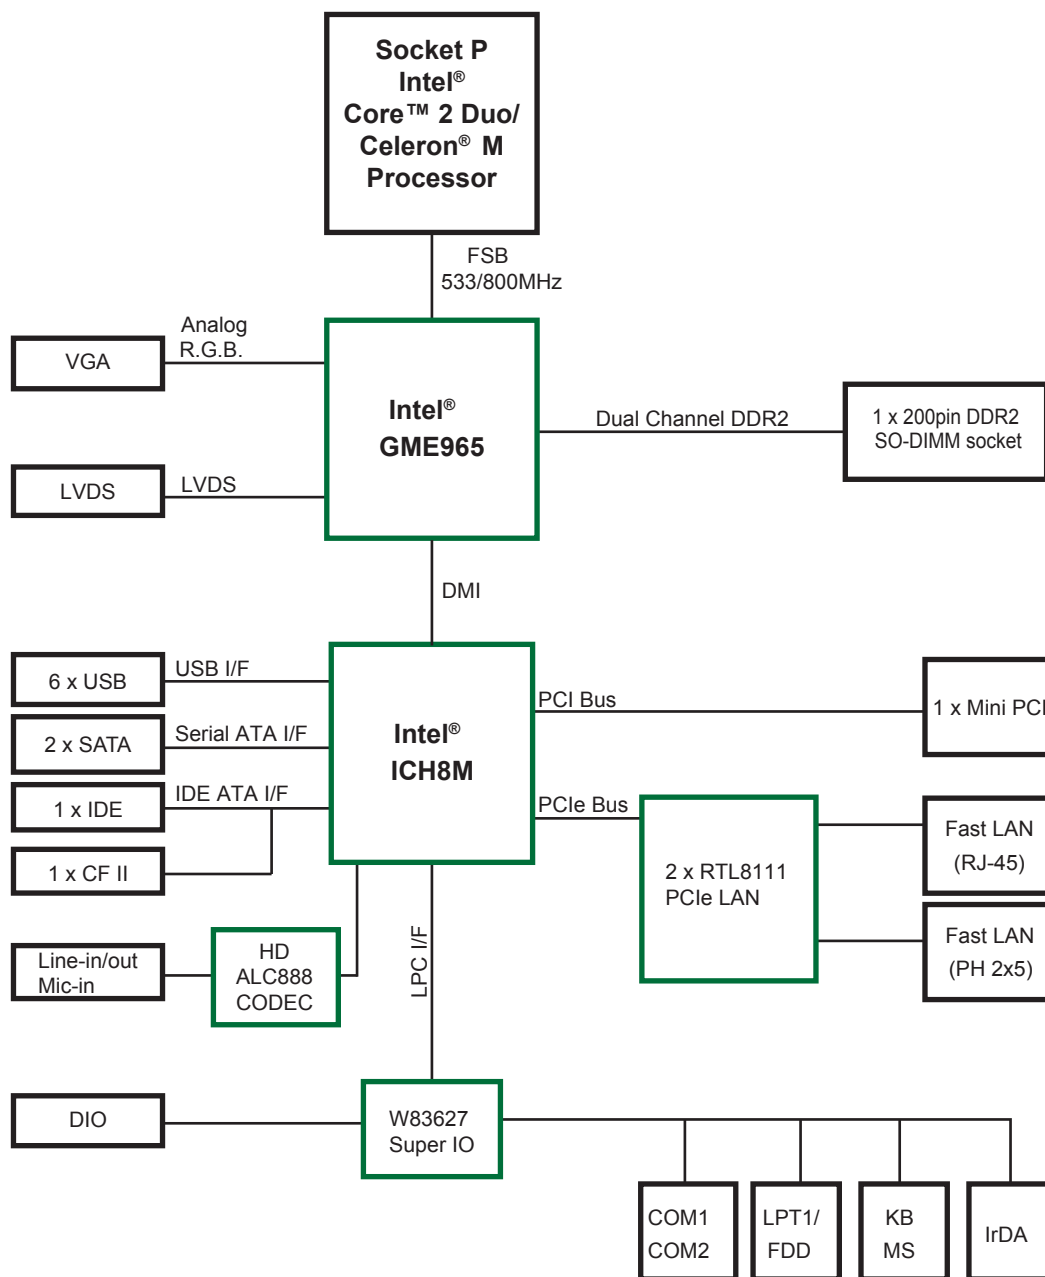 Socket P
Intel®
Core™ 2 Duo/
Celeron® M
Processor
FSB
533/800MHz
Analog
R.G.B.
VGA
Intel®
GME965
Dual Channel DDR2
1 x 200pin DDR2
SO-DIMM socket
LVDS
LVDS
DMI
6 x USB
USB I/F
2 x SATA
Serial ATA I/F
Intel®
ICH8M
PCI Bus
1 x Mini PCI
1 x IDE
IDE ATA I/F
PCIe Bus
1 x CF II
2 x RTL8111
PCIe LAN
Fast LAN
(RJ-45)
Fast LAN
(PH 2x5)
Line-in/out
Mic-in
HD
ALC888
CODEC
LPC I/F
DIO
W83627
Super IO
COM1
COM2
LPT1/
FDD
KB
MS
IrDA